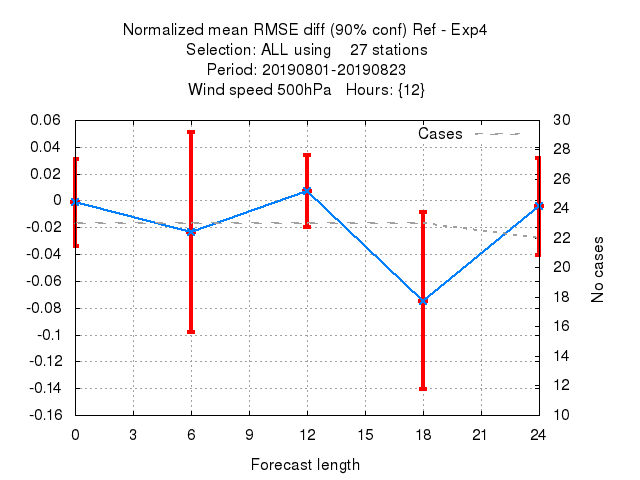 Normalized mean RMSE diff (90% conf) Ref - Exp4
Selection: ALL using    27 stations
Period: 20190801-20190823
Wind speed 500hPa   Hours: {12}
Cases
0.06
0.04
0.02
0
-0.02
-0.04
-0.06
-0.08
-0.1
-0.12
-0.14
-0.16
30
28
26
24
22
20
18
16
14
12
10
No cases
0 3 6 9 12 15 18 21 24
Forecast length